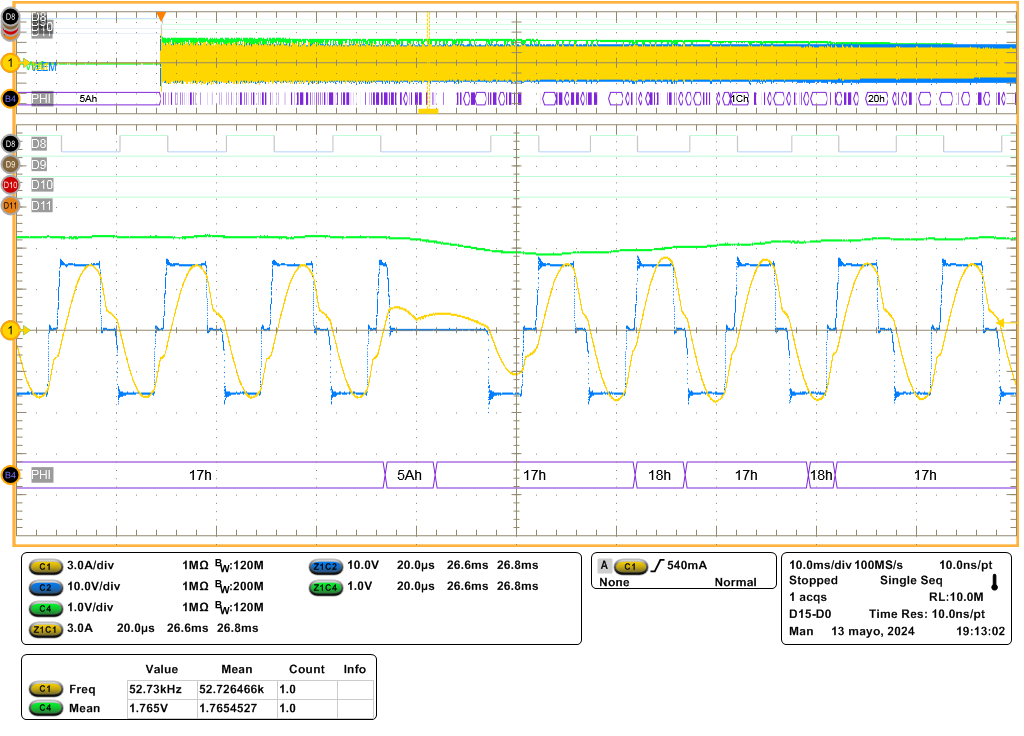 D8 D8
D10
D11
1 VLEM
B4 PHI 5Ah 1Ch 20h
D8 D8
D9 D9
D10 D10
D11 D11
1
B4 PHI 17h 5Ah 17h 18h 17h 18h 17h
C1 3.0A/div 1MΩ BW:120M
C2 10.0V/div 1MΩ BW:200M
C4 1.0V/div 1MΩ BW:120M
Z1C1 3.0A 20.0µs 26.6ms 26.8ms
Z1C2 10.0V 20.0µs 26.6ms 26.8ms
Z1C4 1.0V 20.0µs 26.6ms 26.8ms
A C1 540mA
None Normal
10.0ms/div 100MS/s 10.0ns/pt
Stopped Single Seq
1 acqs RL:10.0M
D15-D0 Time Res: 10.0ns/pt
Man 13 mayo, 2024 19:13:02
Value Mean Count Info
C1 Freq 52.73kHz 52.726466k 1.0
C4 Mean 1.765V 1.7654527 1.0